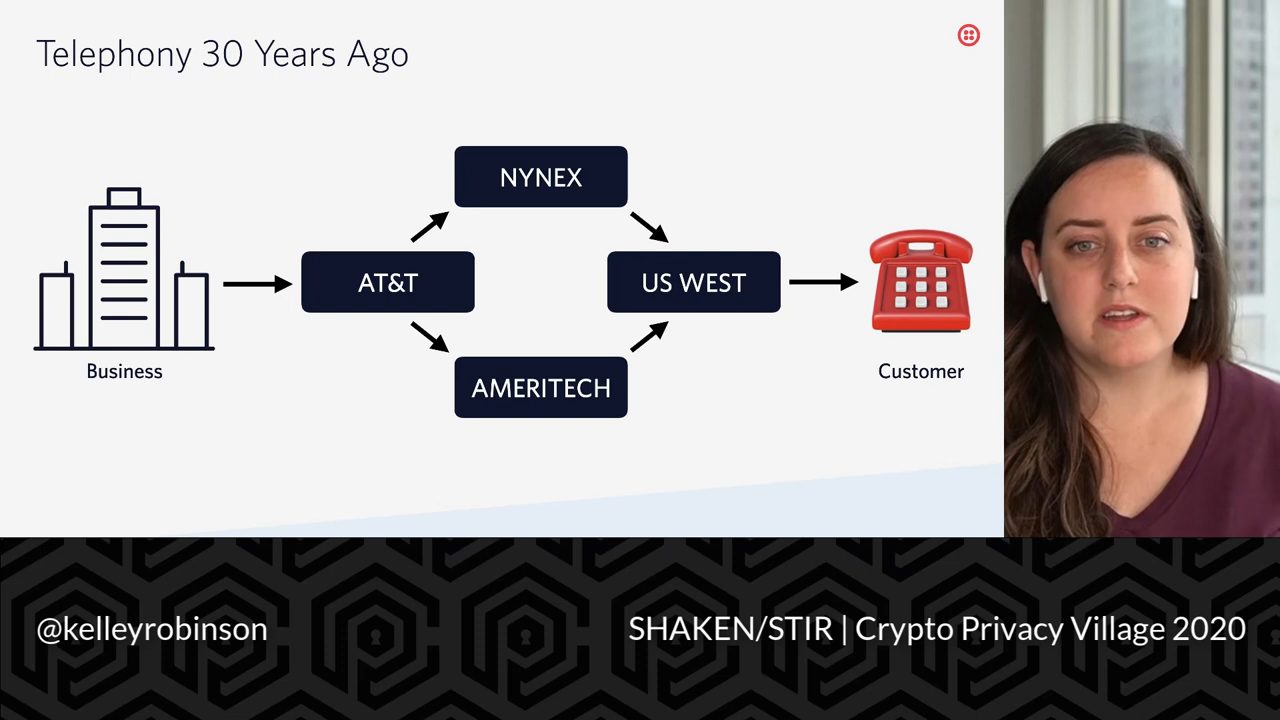 Telephony 30 Years Ago
NYNEX
AT&T
US WEST
AMERITECH
Business
Customer
@kelleyrobinson
SHAKEN/STIR | Crypto Privacy Village 2020